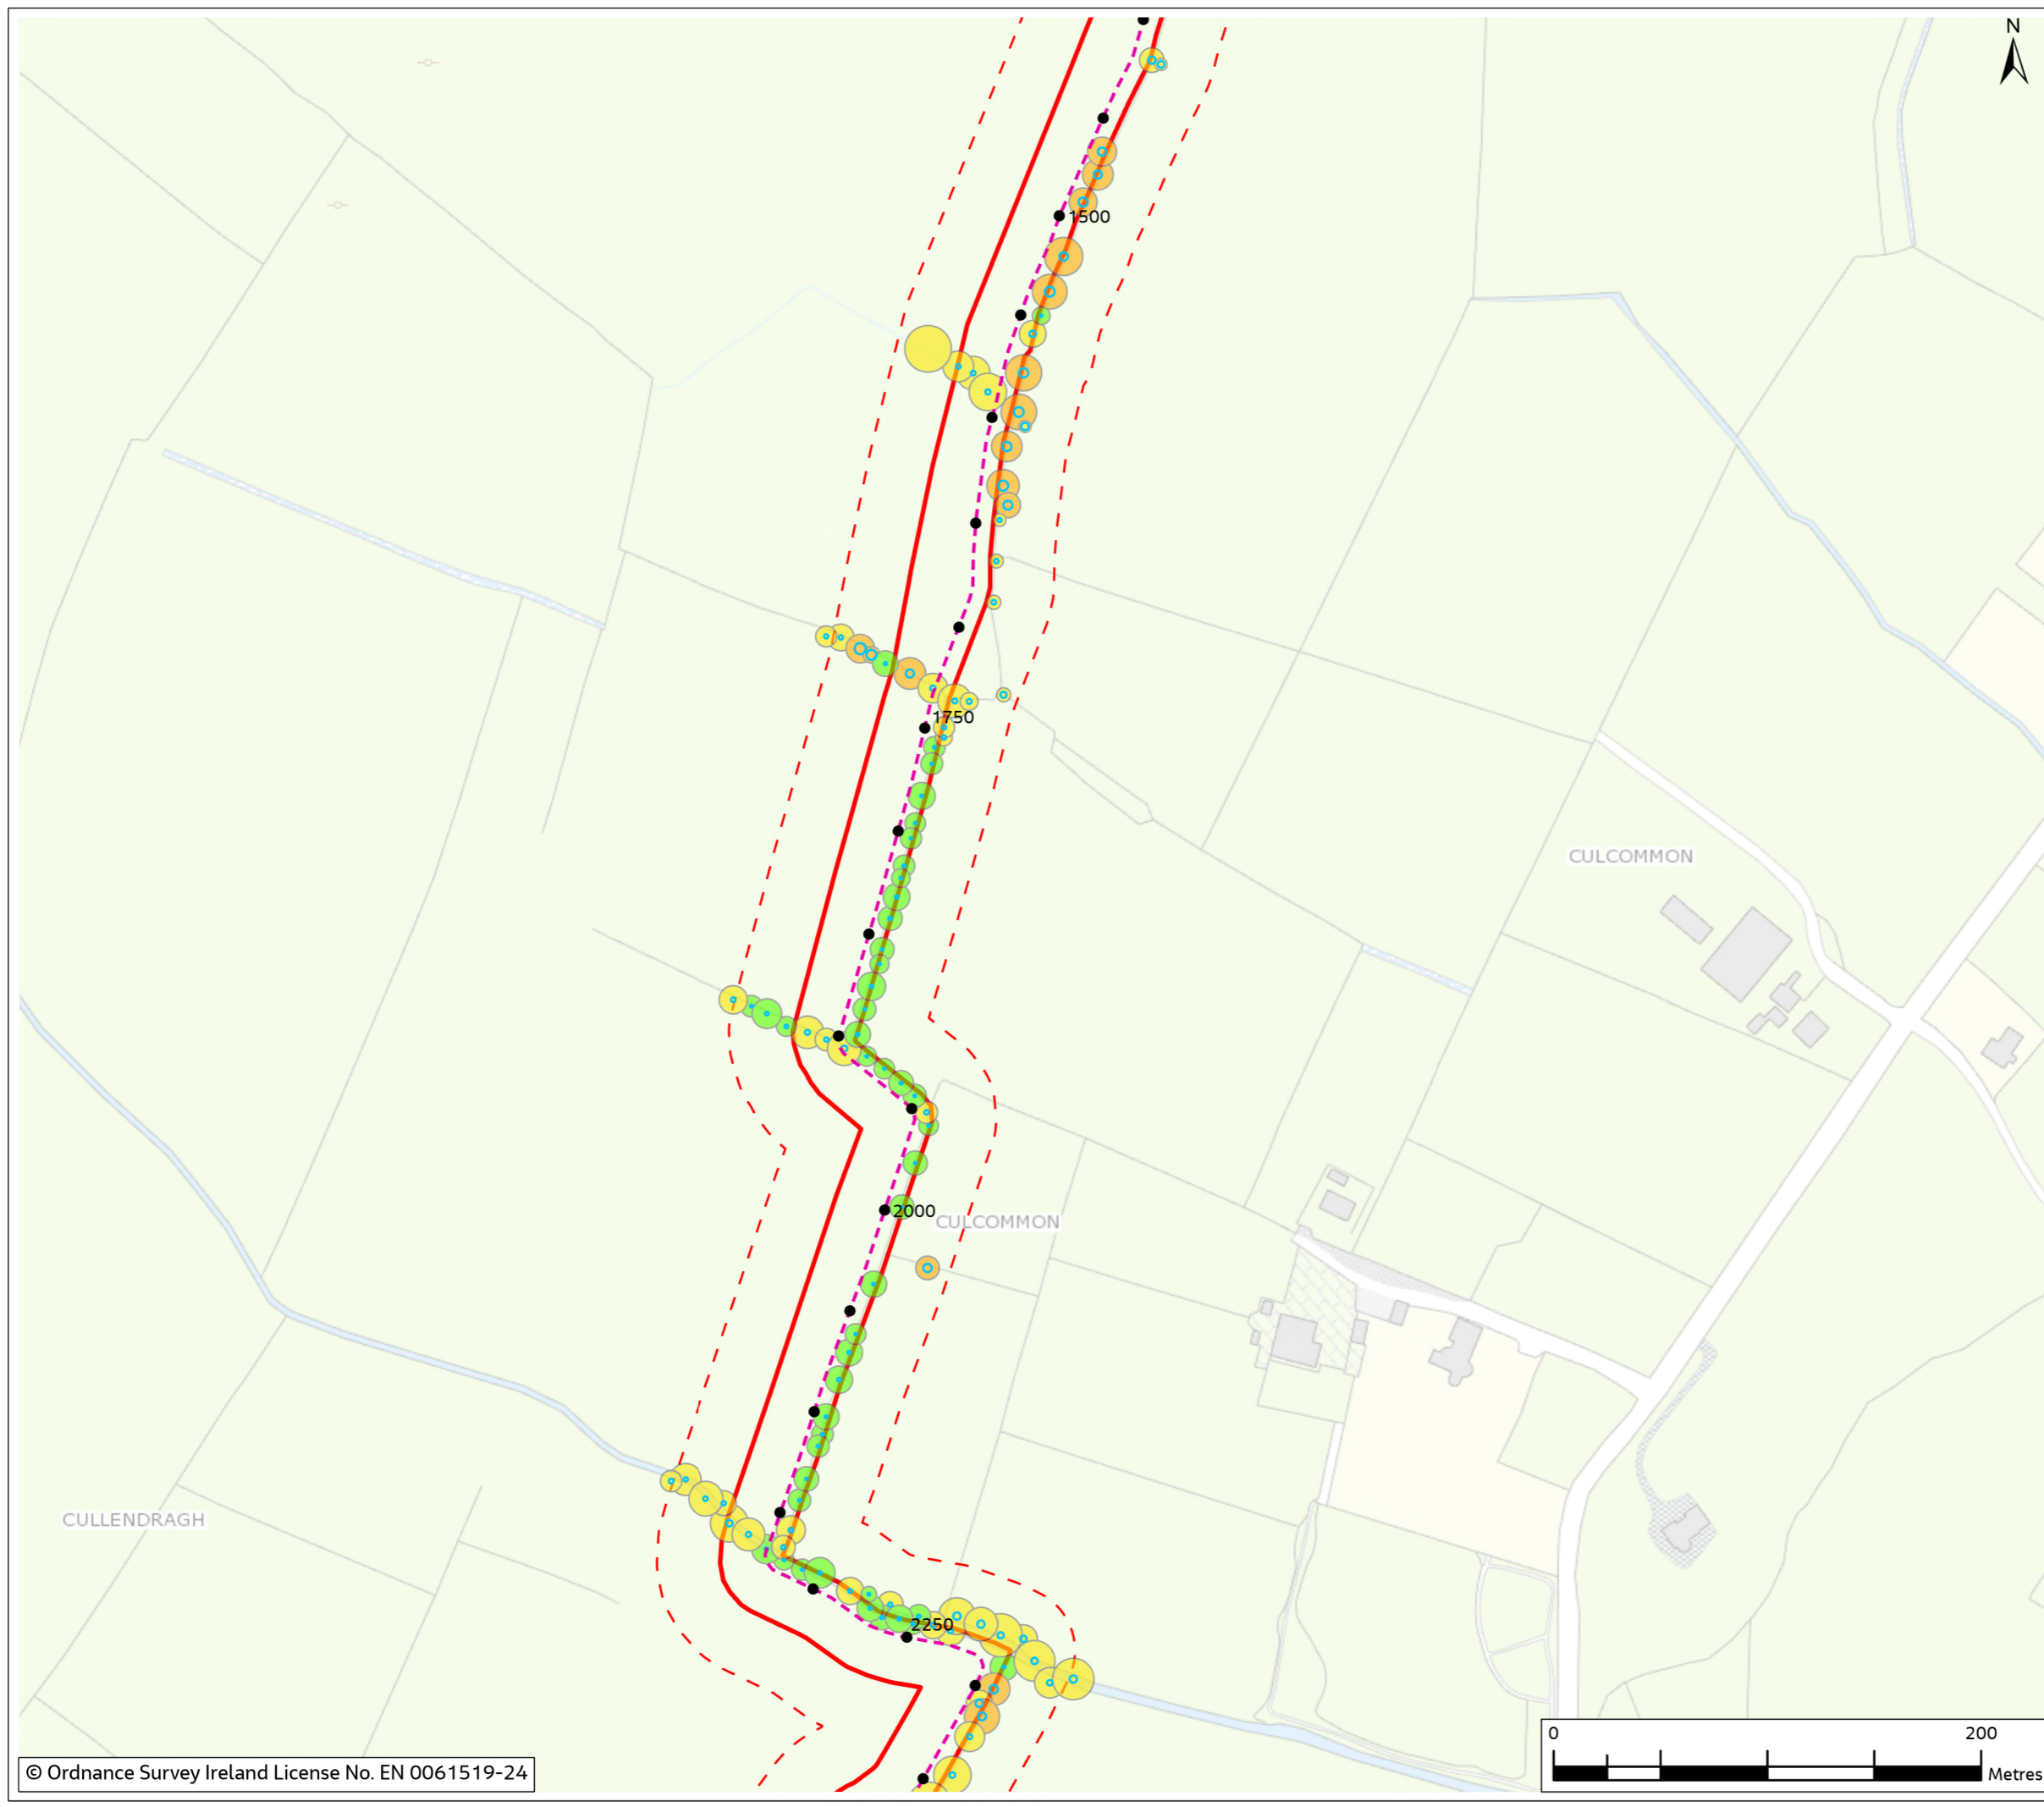 N
1500
1750
CULCOMMON
2000
CULCOMMON
CULLENDRAGH
2250
0 200
Metres
© Ordnance Survey Ireland License No. EN 0061519-24